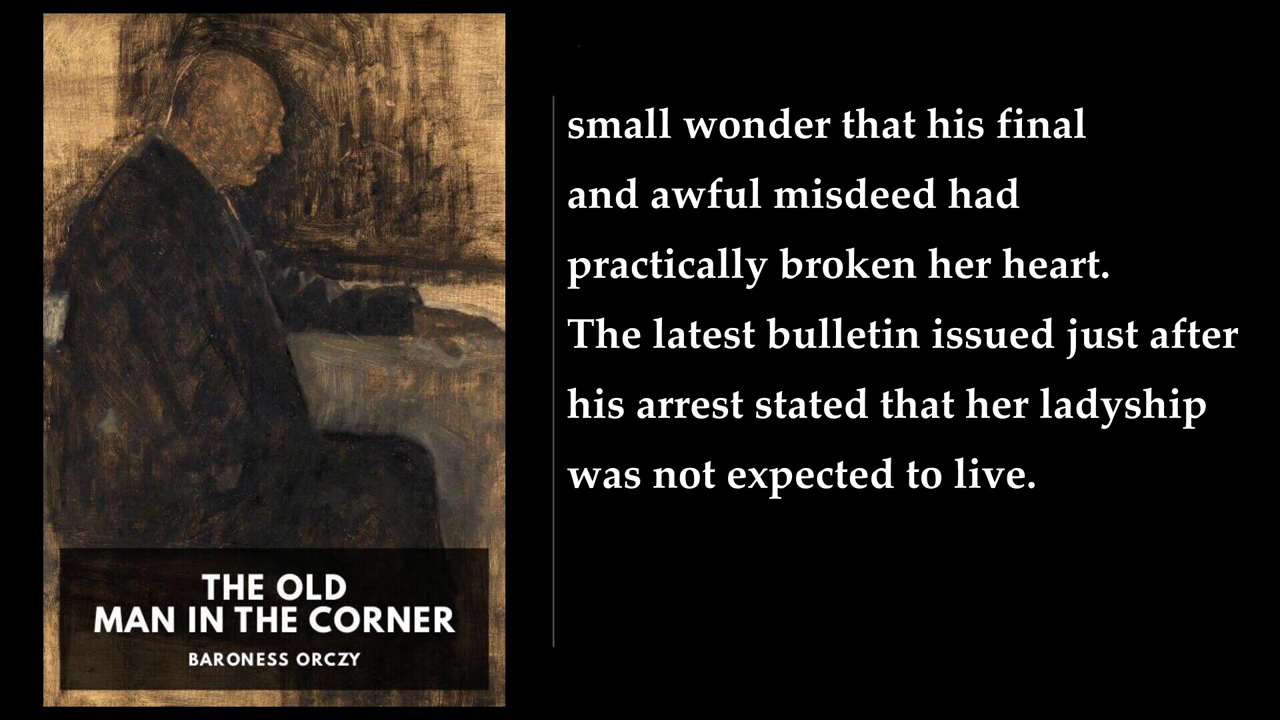 THE OLD
MAN IN THE CORNER
BARONESS ORCZY
small wonder that his final
and awful misdeed had
practically broken her heart.
The latest bulletin issued just after
his arrest stated that her ladyship
was not expected to live.